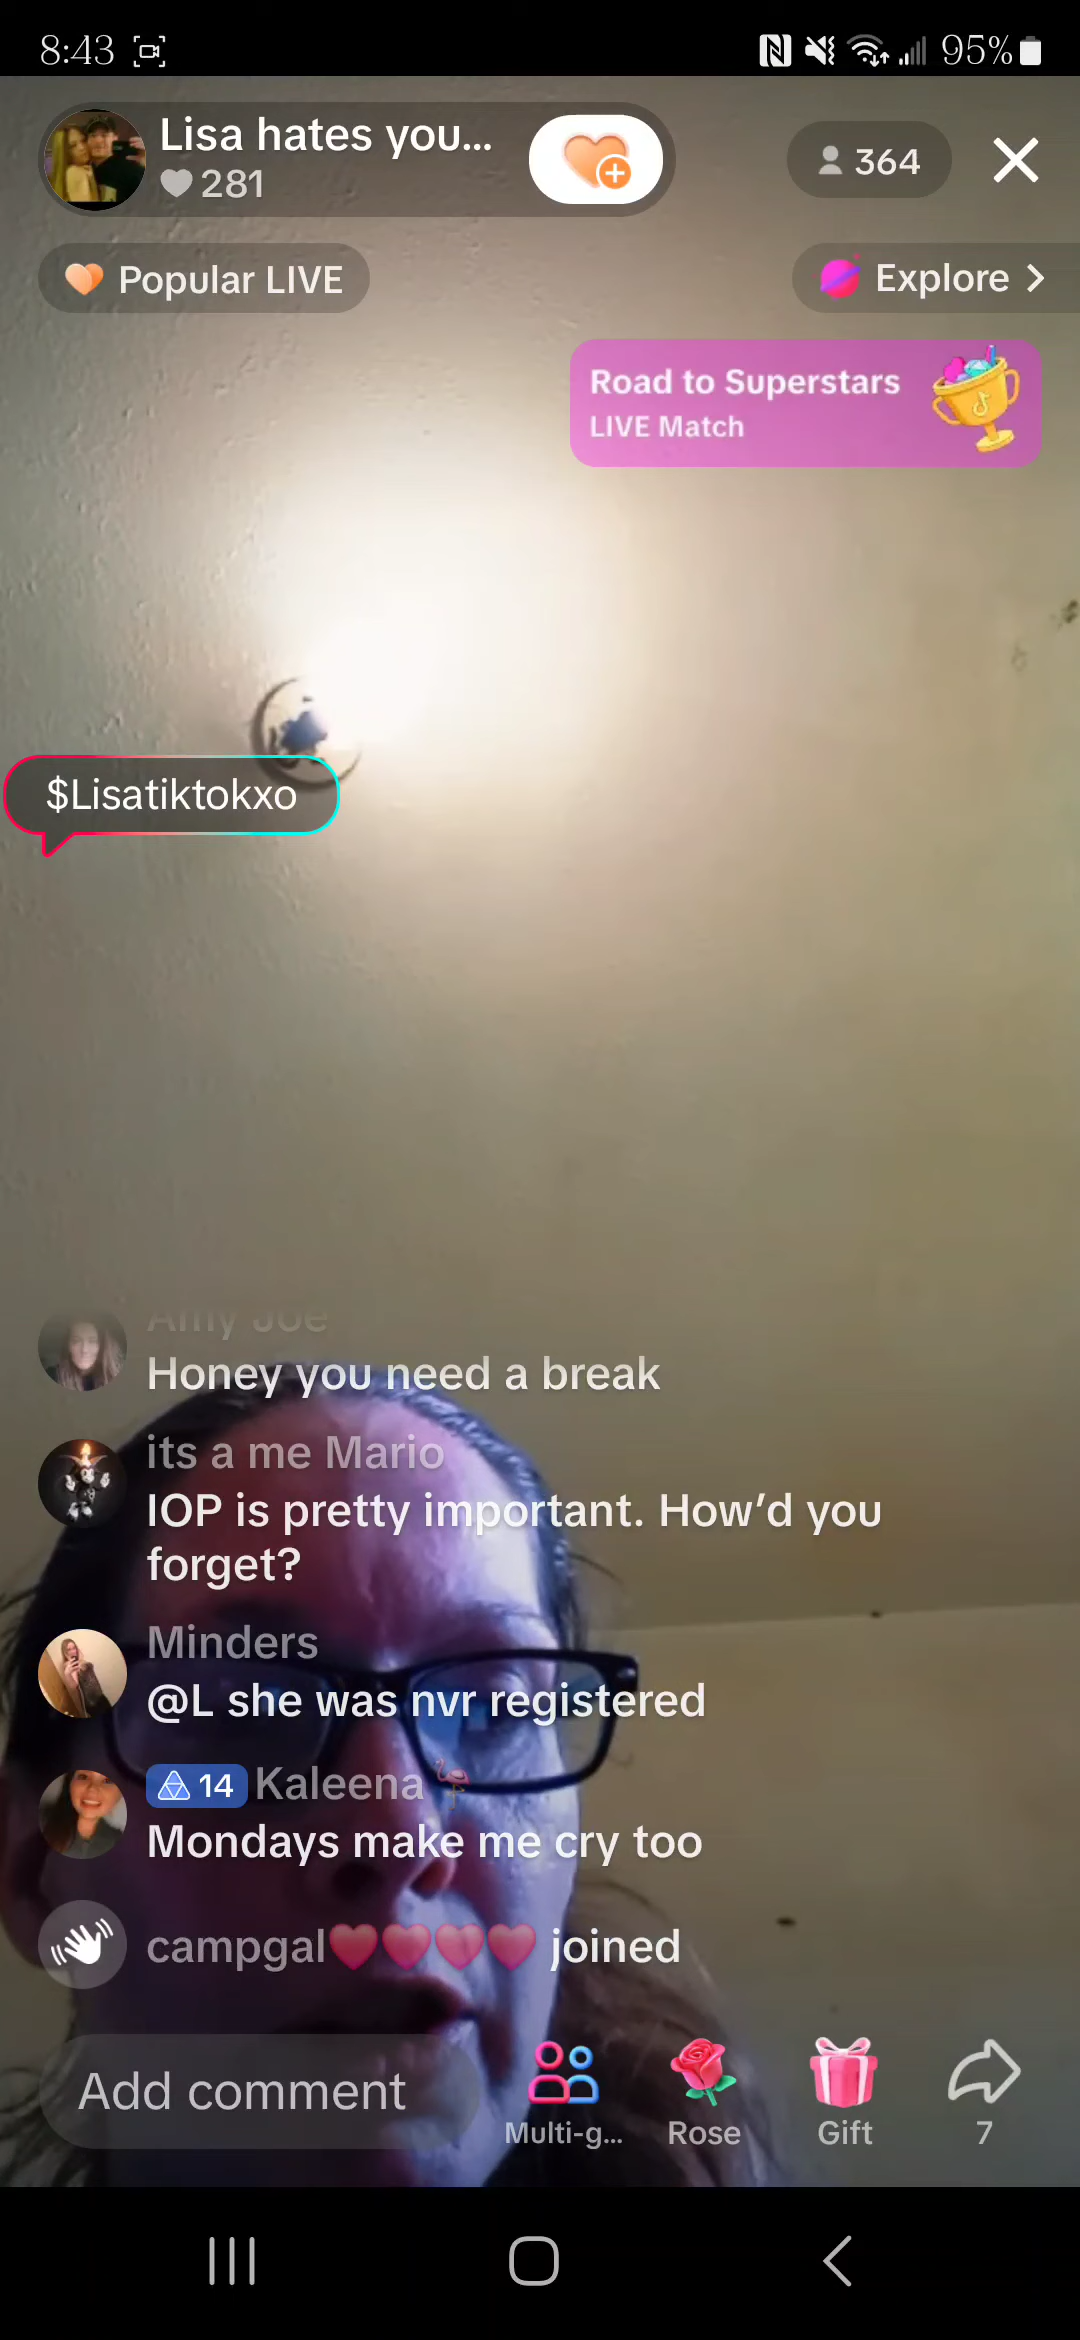 8:43
95%
Lisa hates you...
281
364
Popular LIVE
Explore
Road to Superstars
LIVE Match
$Lisatiktokxo
Amy Joe
Honey you need a break
its a me Mario
IOP is pretty important. How’d you
forget?
Minders
@L she was nvr registered
14 Kaleena
Mondays make me cry too
campgal joined
Add comment
Multi-g...
Rose
Gift
7